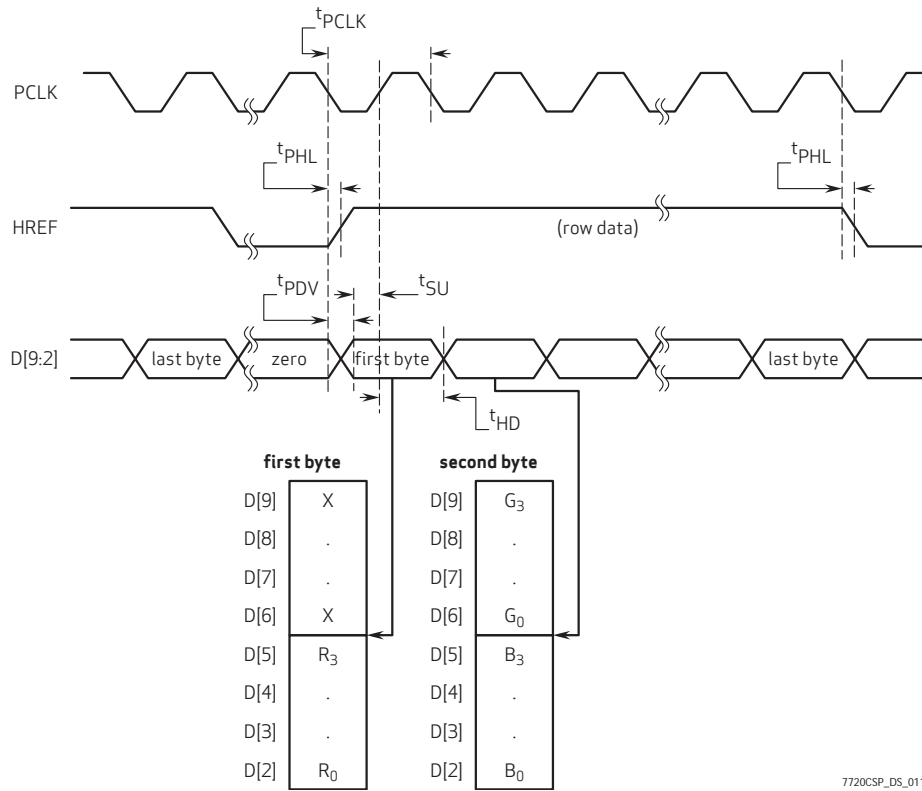 tPCLK
PCLK
tPHL
tPHL
HREF
(row data)
tPDV
tSU
D[9:2]
last byte
zero
first byte
last byte
tHD
first byte
second byte
D[9] X D[9] G3
D[8] . D[8] .
D[7] . D[7] .
D[6] X D[6] G0
D[5] R3 D[5] B3
D[4] . D[4] .
D[3] . D[3] .
D[2] R0 D[2] B0
7720CSP_DS_011